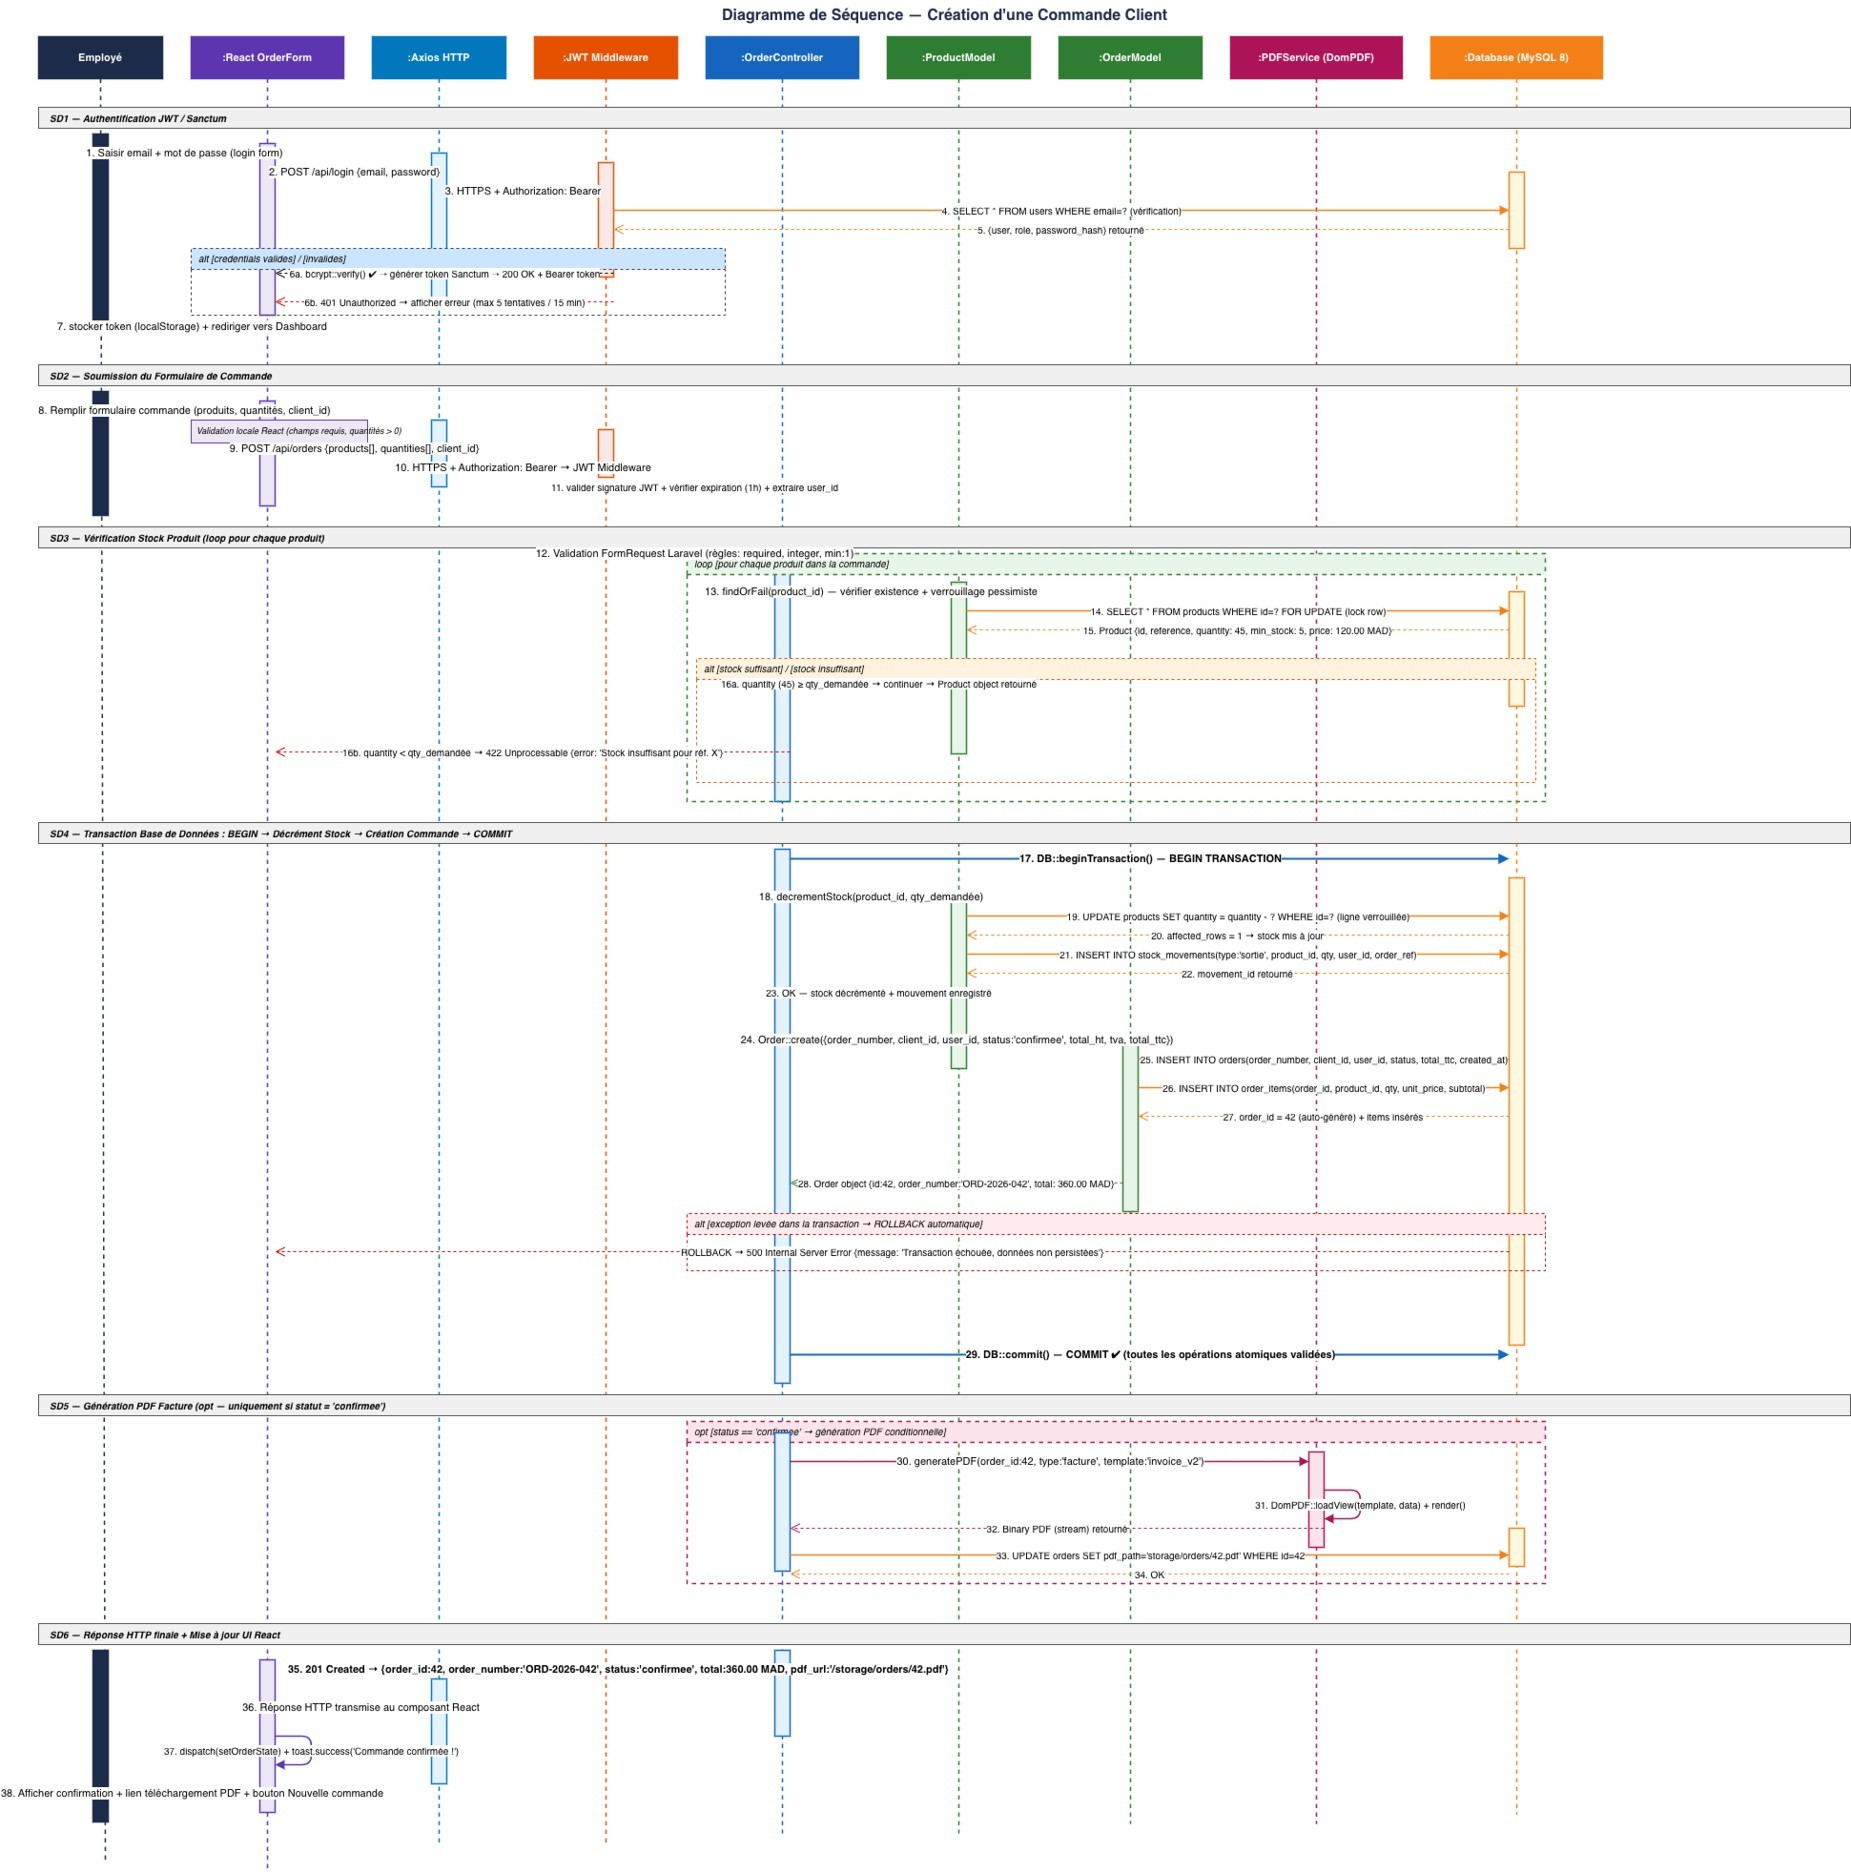 Diagramme de Séquence — Création d'une Commande Client
Employé
:React OrderForm
:Axios HTTP
:JWT Middleware
:OrderController
:ProductModel
:OrderModel
:PDFService (DomPDF)
:Database (MySQL 8)
SD1 — Authentification JWT / Sanctum
1. Saisir email + mot de passe (login form)
2. POST /api/login {email, password}
3. HTTPS + Authorization: Bearer
4. SELECT * FROM users WHERE email=? (vérification)
5. {user, role, password_hash} retourné
alt [credentials valides] / [invalides]
6a. bcrypt::verify() ✔ → générer token Sanctum → 200 OK + Bearer token
6b. 401 Unauthorized → afficher erreur (max 5 tentatives / 15 min)
7. stocker token (localStorage) + rediriger vers Dashboard
SD2 — Soumission du Formulaire de Commande
8. Remplir formulaire commande (produits, quantités, client_id)
Validation locale React (champs requis, quantités > 0)
9. POST /api/orders {products[], quantities[], client_id}
10. HTTPS + Authorization: Bearer → JWT Middleware
11. valider signature JWT + vérifier expiration (1h) + extraire user_id
SD3 — Vérification Stock Produit (loop pour chaque produit)
12. Validation FormRequest Laravel (règles: required, integer, min:1)
loop [pour chaque produit dans la commande]
13. findOrFail(product_id) — vérifier existence + verrouillage pessimiste
14. SELECT * FROM products WHERE id=? FOR UPDATE (lock row)
15. Product {id, reference, quantity: 45, min_stock: 5, price: 120.00 MAD}
alt [stock suffisant] / [stock insuffisant]
16a. quantity (45) ≥ qty_demandée → continuer → Product object retourné
16b. quantity < qty_demandée → 422 Unprocessable {error: 'Stock insuffisant pour réf. X'}
SD4 — Transaction Base de Données : BEGIN → Décrément Stock → Création Commande → COMMIT
17. DB::beginTransaction() — BEGIN TRANSACTION
18. decrementStock(product_id, qty_demandée)
19. UPDATE products SET quantity = quantity - ? WHERE id=? (ligne verrouillée)
20. affected_rows = 1 → stock mis à jour
21. INSERT INTO stock_movements(type:'sortie', product_id, qty, user_id, order_ref)
22. movement_id retourné
23. OK — stock décrémenté + mouvement enregistré
24. Order::create({order_number, client_id, user_id, status:'confirmee', total_ht, tva, total_ttc})
25. INSERT INTO orders(order_number, client_id, user_id, status, total_ttc, created_at)
26. INSERT INTO order_items(order_id, product_id, qty, unit_price, subtotal)
27. order_id = 42 (auto-généré) + items insérés
28. Order object {id:42, order_number:'ORD-2026-042', total: 360.00 MAD}
alt [exception levée dans la transaction → ROLLBACK automatique]
ROLLBACK → 500 Internal Server Error {message: 'Transaction échouée, données non persistées'}
29. DB::commit() — COMMIT ✔ (toutes les opérations atomiques validées)
SD5 — Génération PDF Facture (opt — uniquement si statut = 'confirmee')
opt [status == 'confirmee' → génération PDF conditionnelle]
30. generatePDF(order_id:42, type:'facture', template:'invoice_v2')
31. DomPDF::loadView(template, data) + render()
32. Binary PDF (stream) retourné
33. UPDATE orders SET pdf_path='storage/orders/42.pdf' WHERE id=42
34. OK
SD6 — Réponse HTTP finale + Mise à jour UI React
35. 201 Created → {order_id:42, order_number:'ORD-2026-042', status:'confirmee', total:360.00 MAD, pdf_url:'/storage/orders/42.pdf'}
36. Réponse HTTP transmise au composant React
37. dispatch(setOrderState) + toast.success('Commande confirmée !')
38. Afficher confirmation + lien téléchargement PDF + bouton Nouvelle commande